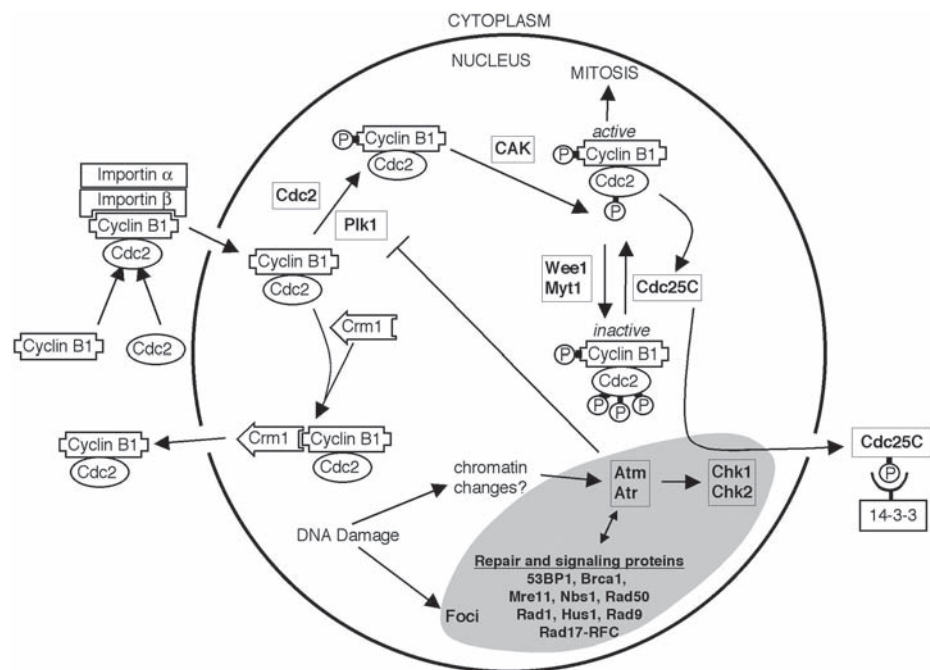 CYTOPLASM
NUCLEUS
MITOSIS
active
P
Cyclin B1
Cdc2
CAK
P
Cyclin B1
Cdc2
P
Importin α
Importin β
Cyclin B1
Cdc2
Cdc2
Plk1
Cyclin B1
Cdc2
Wee1
Myt1
Cdc25C
Cyclin B1
Cdc2
Crm1
inactive
P
Cyclin B1
Cdc2
P
P
P
Cyclin B1
Cdc2
Crm1
Cyclin B1
Cdc2
Cdc25C
P
14-3-3
chromatin
changes?
Atm
Atr
Chk1
Chk2
DNA Damage
Repair and signaling proteins
53BP1, Brca1,
Mre11, Nbs1, Rad50
Rad1, Hus1, Rad9
Rad17-RFC
Foci